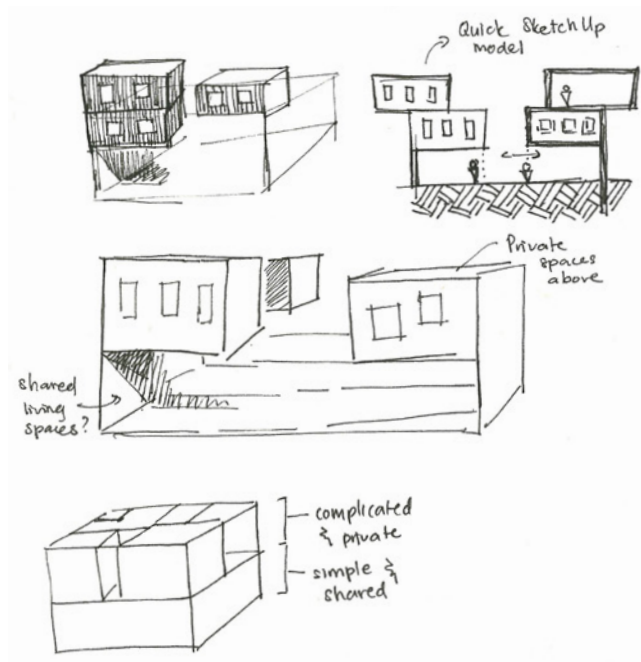 Quick SketchUp
model
Private
spaces
above
shared
living
spaces?
complicated
& private
simple &
shared